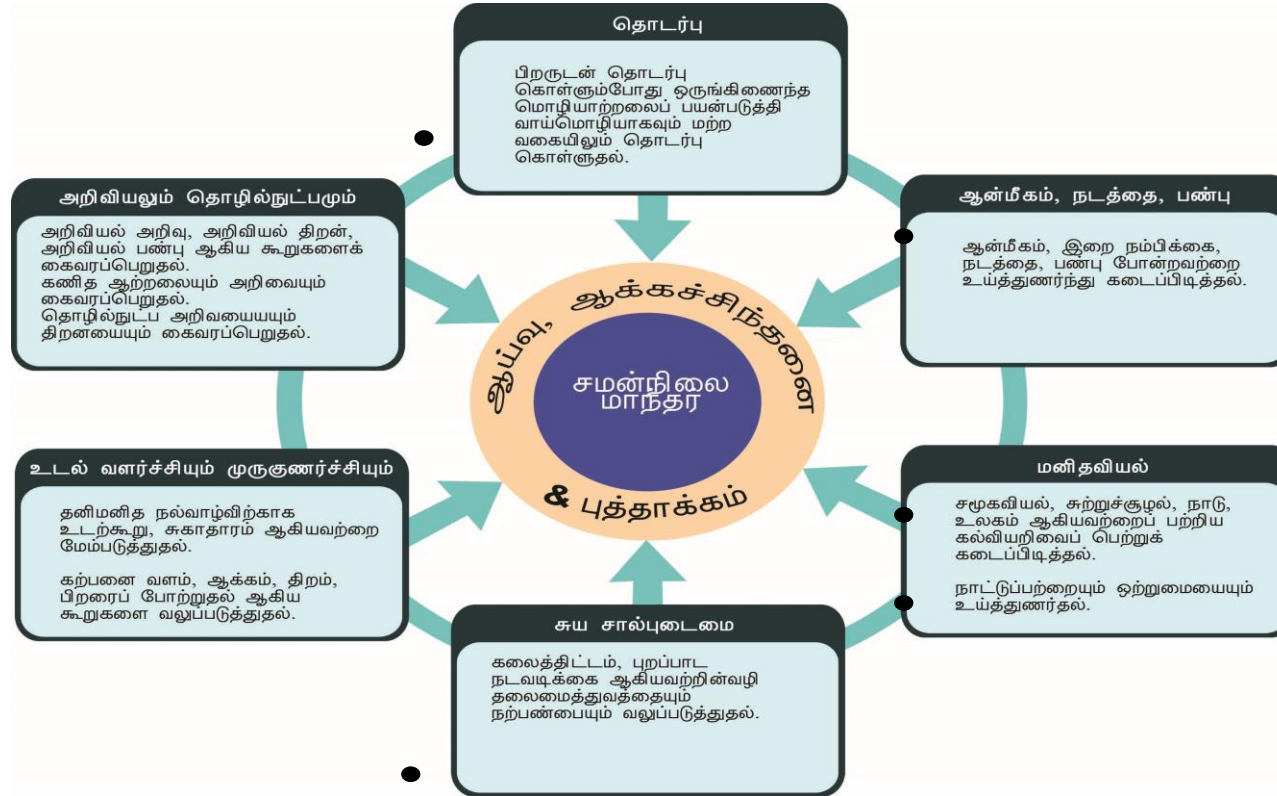 தொடர்பு
பிறருடன் தொடர்பு
கொள்ளும்போது ஒருங்கிணைந்த
மொழியாற்றலைப் பயன்படுத்தி
வாய்மொழியாகவும் மற்ற
வகையிலும் தொடர்பு
கொள்ளுதல்.
அறிவியலும் தொழில்நுட்பமும்
அறிவியல் அறிவு, அறிவியல் திறன்,
அறிவியல் பண்பு ஆகிய கூறுகளைக்
கைவரப்பெறுதல்.
கணித ஆற்றலையும் அறிவையும்
கைவரப்பெறுதல்.
தொழில்நுட்ப அறிவயையும்
திறனயையும் கைவரப்பெறுதல்.
ஆன்மீகம், நடத்தை, பண்பு
ஆன்மீகம், இறை நம்பிக்கை,
நடத்தை, பண்பு போன்றவற்றை
உய்த்துணர்ந்து கடைப்பிடித்தல்.
ஆய்வு, ஆக்கச்சிந்தனை
சமன்நிலை
மாந்தர்
& புத்தாக்கம்
உடல் வளர்ச்சியும் முருகுணர்ச்சியும்
தனிமனித நல்வாழ்விற்காக
உடற்கூறு, சுகாதாரம் ஆகியவற்றை
மேம்படுத்துதல்.
கற்பனை வளம், ஆக்கம், திறம்,
பிறரைப் போற்றுதல் ஆகிய
கூறுகளை வலுப்படுத்துதல்.
மனிதவியல்
சமூகவியல், சுற்றுச்சூழல், நாடு,
உலகம் ஆகியவற்றைப் பற்றிய
கல்வியறிவைப் பெற்றுக்
கடைப்பிடித்தல்.
நாட்டுப்பற்றையும் ஒற்றுமையையும்
உய்த்துணர்தல்.
சுய சால்புடைமை
கலைத்திட்டம், புறப்பாட
நடவடிக்கை ஆகியவற்றின்வழி
தலைமைத்துவத்தையும்
நற்பண்பையும் வலுப்படுத்துதல்.